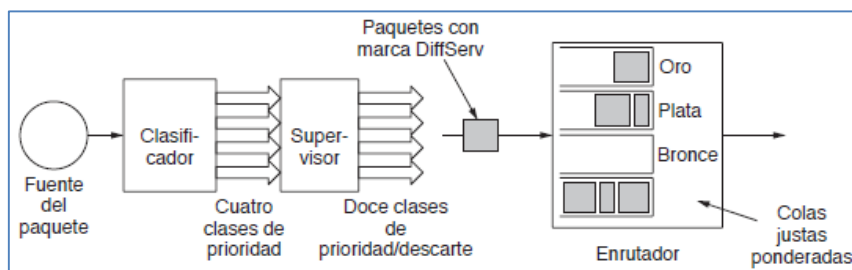 Paquetes con
marca DiffServ
Oro
Plata
Bronce
Clasifi-
cador
Super-
visor
Fuente
del
paquete
Cuatro
clases de
prioridad
Doce clases
de
prioridad/descarte
Enrutador
Colas
justas
ponderadas